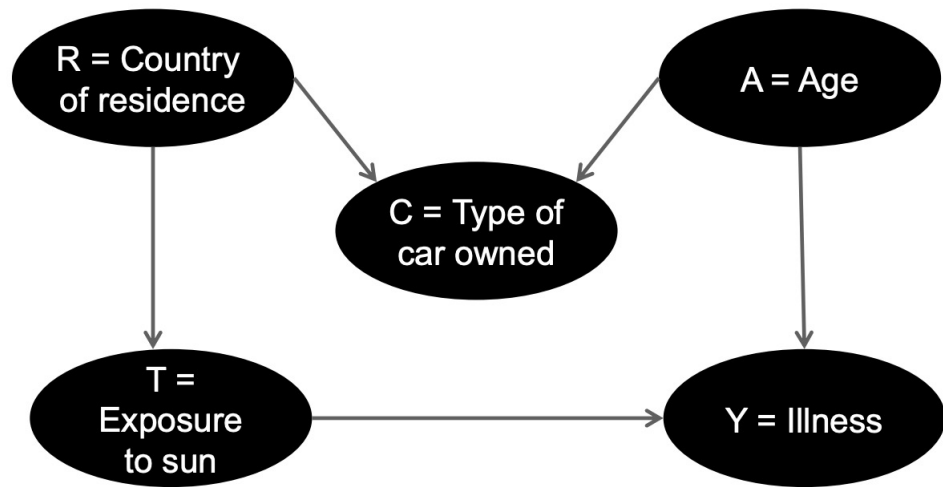 R = Country
of residence
A = Age
C = Type of
car owned
T =
Exposure
to sun
Y = Illness